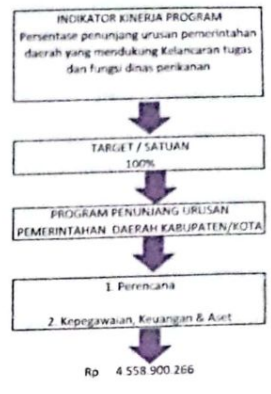 INDIKATOR KINERJA PROGRAM
Persentase penunjang urusan pemerintahan
daerah yang mendukung Kelancaran tugas
dan fungsi dinas perikanan
TARGET / SATUAN
100%
PROGRAM PENUNJANG URUSAN
PEMERINTAHAN DAERAH KABUPATEN/KOTA
1. Perencana
2. Kepegawaian, Keuangan & Aset
Rp 4 558 900.266